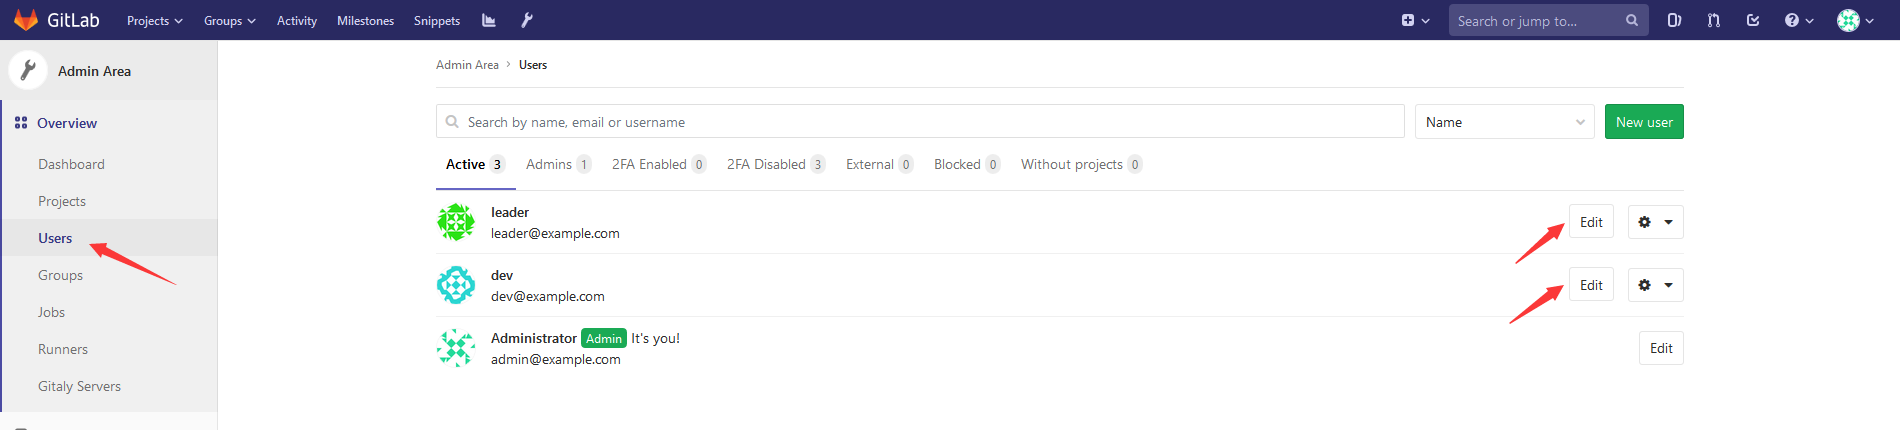 GitLab Projects Groups Activity Milestones Snippets Search or jump to...
Admin Area
Overview
Dashboard
Projects
Users
Groups
Jobs
Runners
Gitaly Servers
Admin Area › Users
Search by name, email or username Name New user
Active 3 Admins 1 2FA Enabled 0 2FA Disabled 3 External 0 Blocked 0 Without projects 0
leader
leader@example.com
Edit
dev
dev@example.com
Edit
Administrator Admin It's you!
admin@example.com
Edit